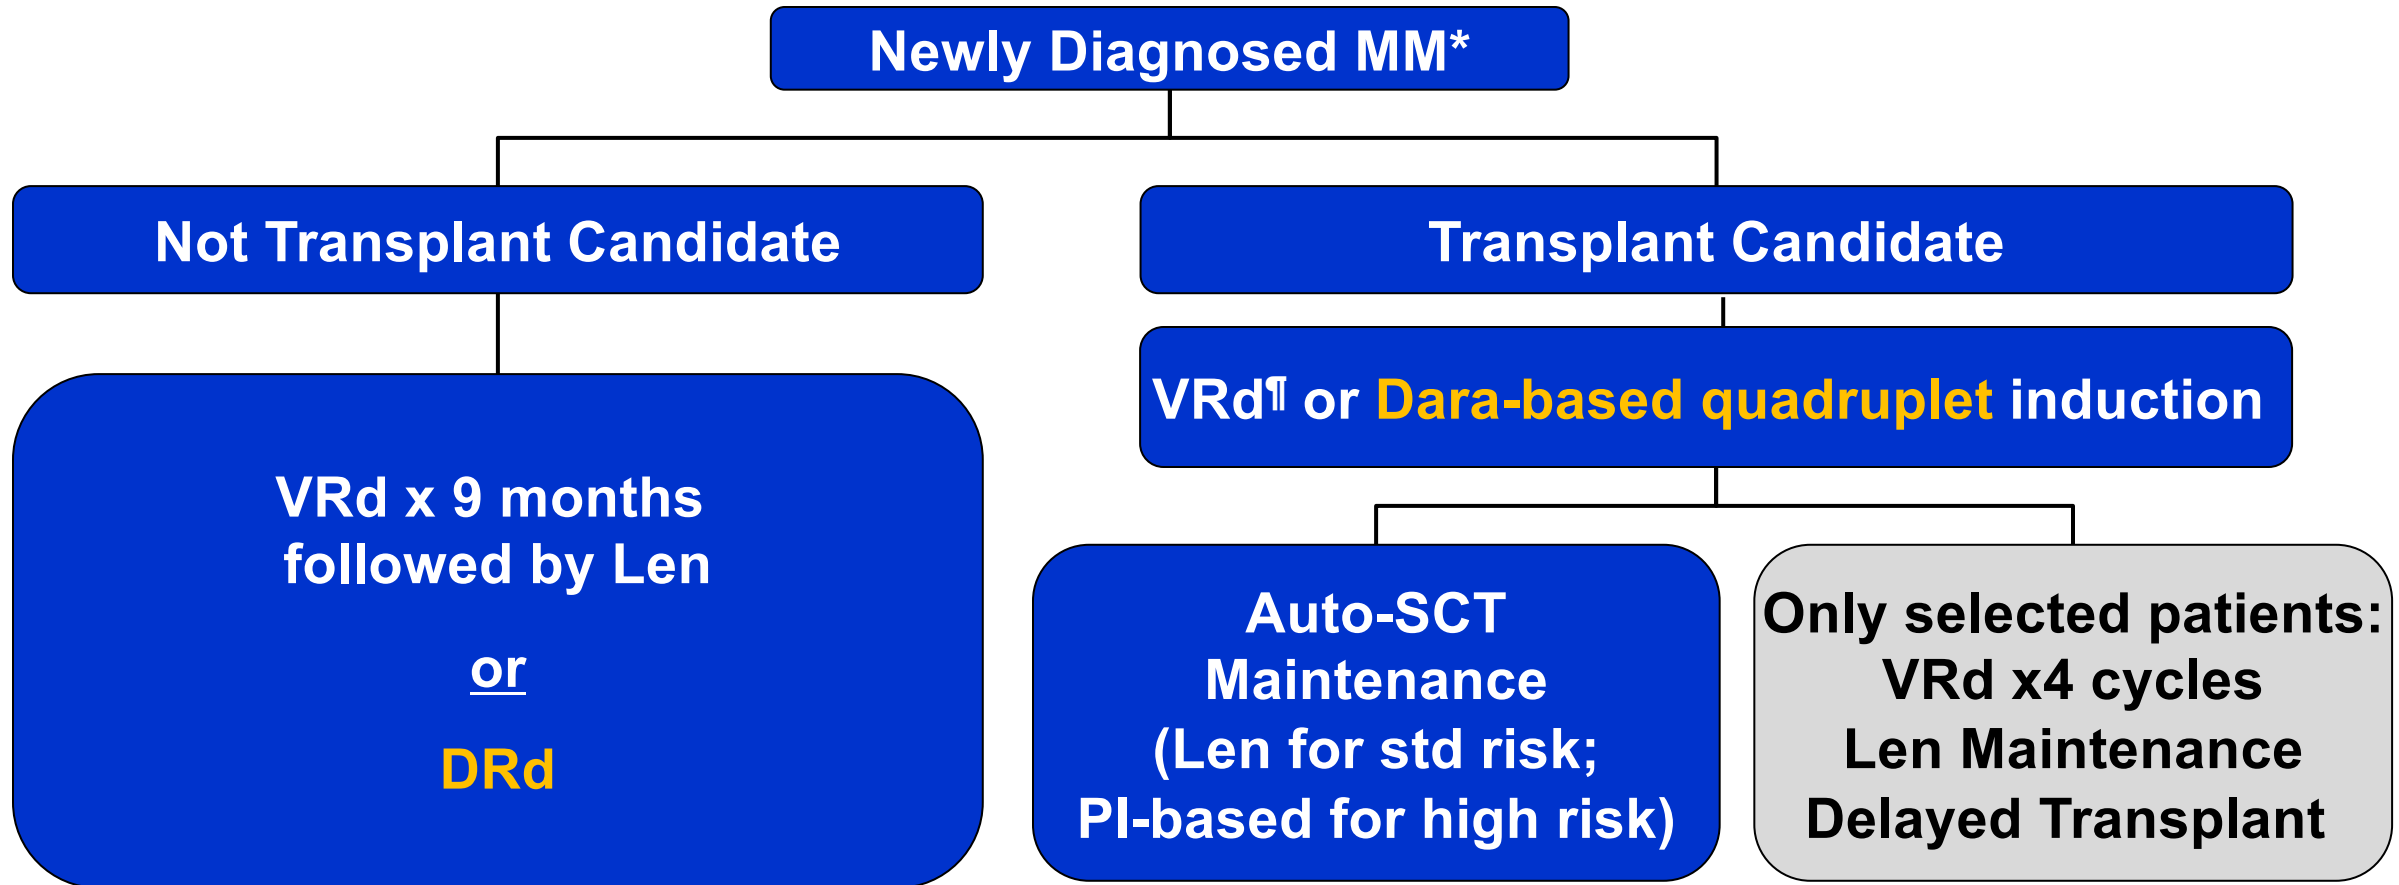 Newly Diagnosed MM*
Not Transplant Candidate
Transplant Candidate
VRd¶ or Dara-based quadruplet induction
VRd x 9 months
followed by Len
or
DRd
Auto-SCT
Maintenance
(Len for std risk;
PI-based for high risk)
Only selected patients:
VRd x4 cycles
Len Maintenance
Delayed Transplant